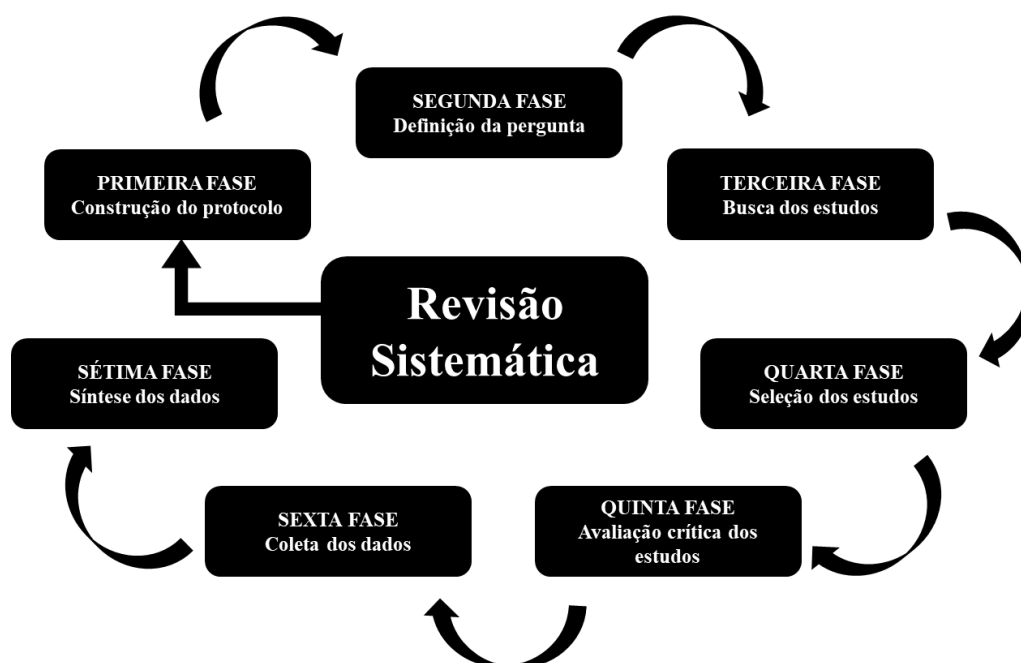 SEGUNDA FASE
Definição da pergunta
PRIMEIRA FASE
Construção do protocolo
TERCEIRA FASE
Busca dos estudos
Revisão
Sistemática
SÉTIMA FASE
Síntese dos dados
QUARTA FASE
Seleção dos estudos
SEXTA FASE
Coleta dos dados
QUINTA FASE
Avaliação crítica dos
estudos